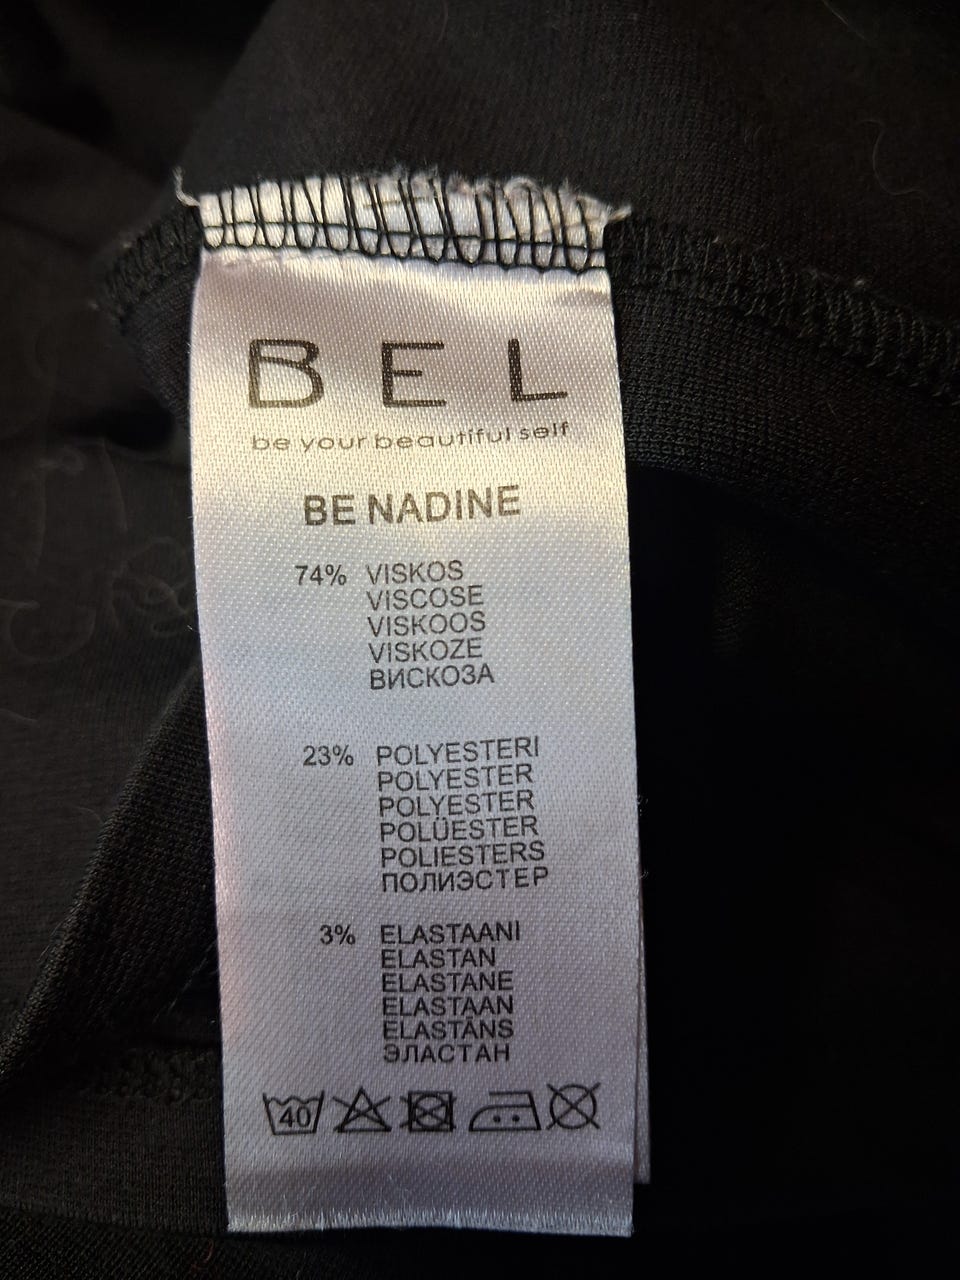 BEL
be your beautiful self
BE NADINE
74% VISKOS
VISCOSE
VISKOOS
VISKOZE
ВИСКОЗА
23% POLYESTERI
POLYESTER
POLYESTER
POLÜESTER
POLIESTERS
ПОЛИЭСТЕР
3% ELASTAANI
ELASTAN
ELASTANE
ELASTAAN
ELASTĀNS
ЭЛАСТАН
40